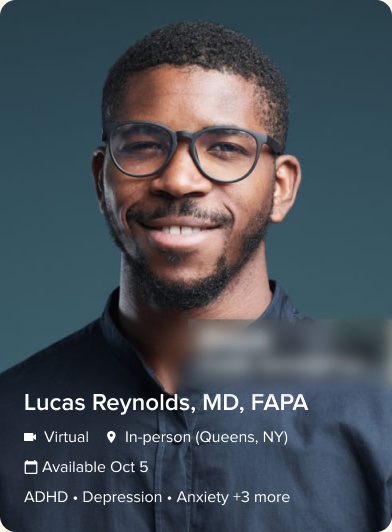 Lucas Reynolds, MD, FAPA
Virtual In-person (Queens, NY)
Available Oct 5
ADHD • Depression • Anxiety +3 more